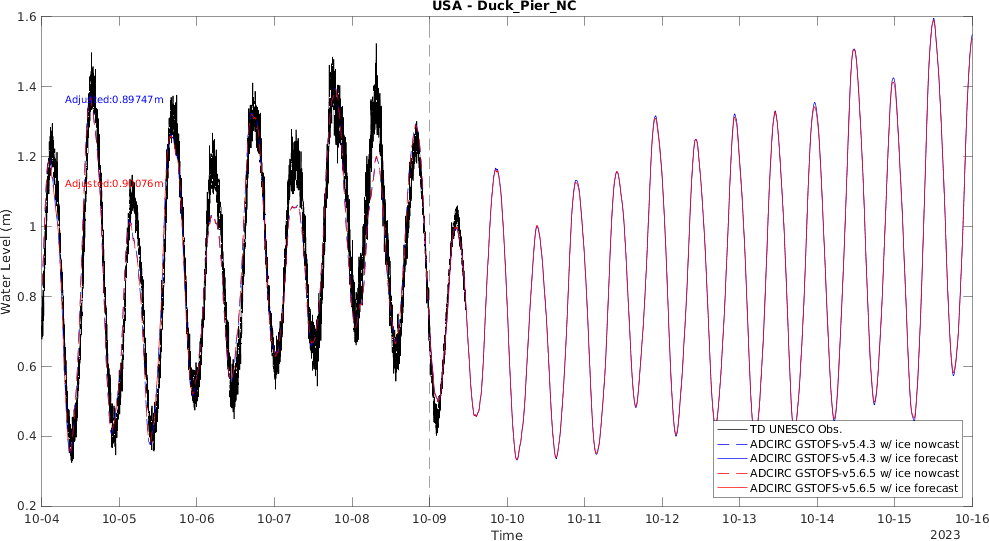 USA - Duck_Pier_NC
Water Level (m)
1.6
1.4
1.2
1
0.8
0.6
0.4
0.2
Adjusted:0.89747m
10-04
10-05
10-06
10-07
10-08
10-09
10-10
10-11
10-12
10-13
10-14
10-15
10-16
Time
2023
TD UNESCO Obs.
ADCIRC GSTOFS-v5.4.3 w/ ice nowcast
ADCIRC GSTOFS-v5.4.3 w/ ice forecast
ADCIRC GSTOFS-v5.6.5 w/ ice nowcast
ADCIRC GSTOFS-v5.6.5 w/ ice forecast